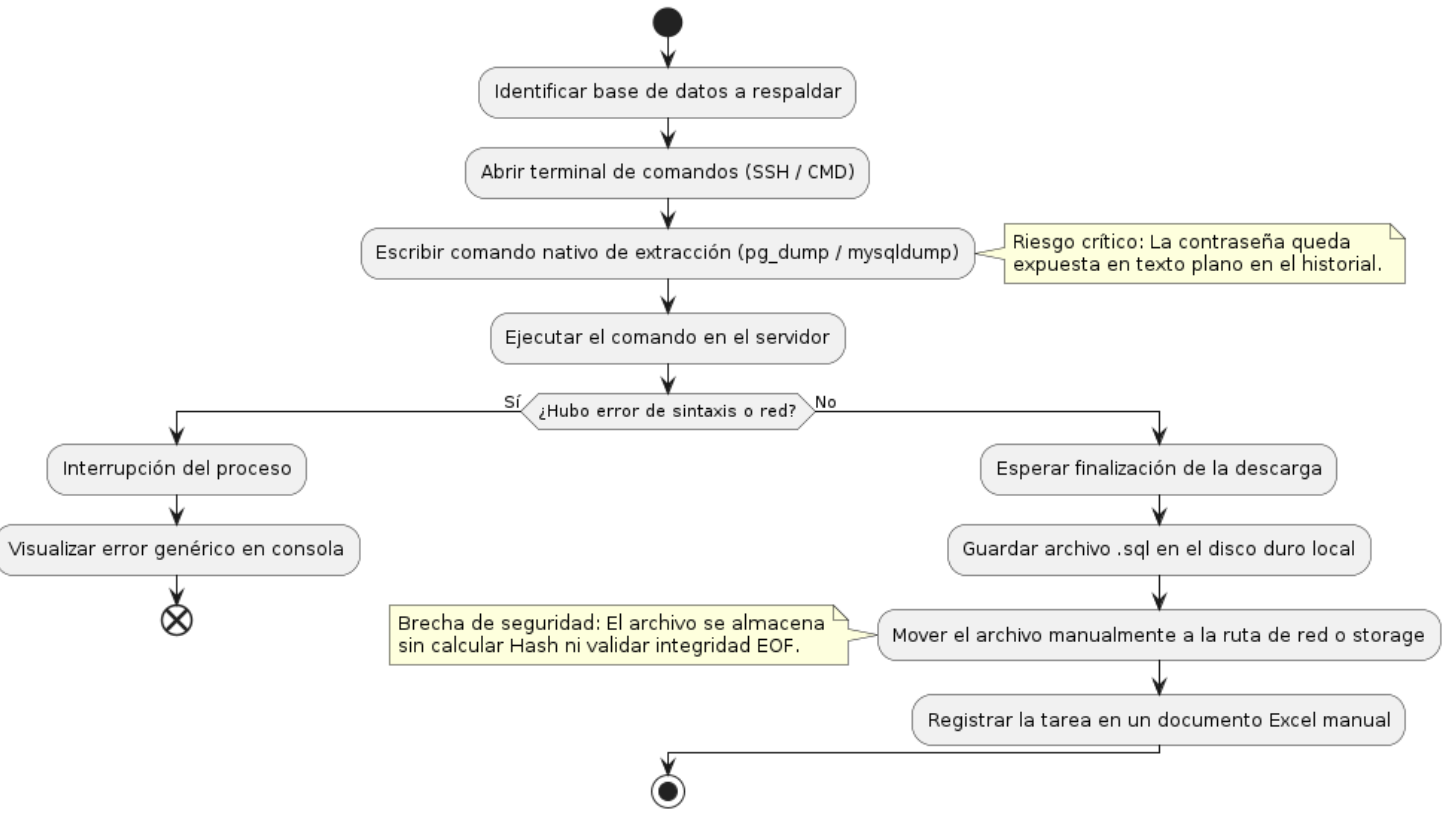 Identificar base de datos a respaldar
Abrir terminal de comandos (SSH / CMD)
Escribir comando nativo de extracción (pg_dump / mysqldump)
Riesgo crítico: La contraseña queda
expuesta en texto plano en el historial.
Ejecutar el comando en el servidor
Sí
¿Hubo error de sintaxis o red?
No
Interrupción del proceso
Visualizar error genérico en consola
Esperar finalización de la descarga
Guardar archivo .sql en el disco duro local
Brecha de seguridad: El archivo se almacena
sin calcular Hash ni validar integridad EOF.
Mover el archivo manualmente a la ruta de red o storage
Registrar la tarea en un documento Excel manual